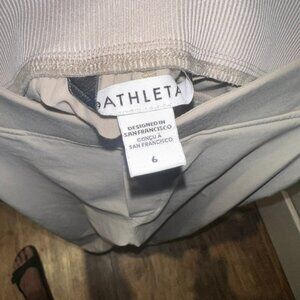 ATHLETA
DESIGNED IN
SAN FRANCISCO
CONÇU À
SAN FRANCISCO
6